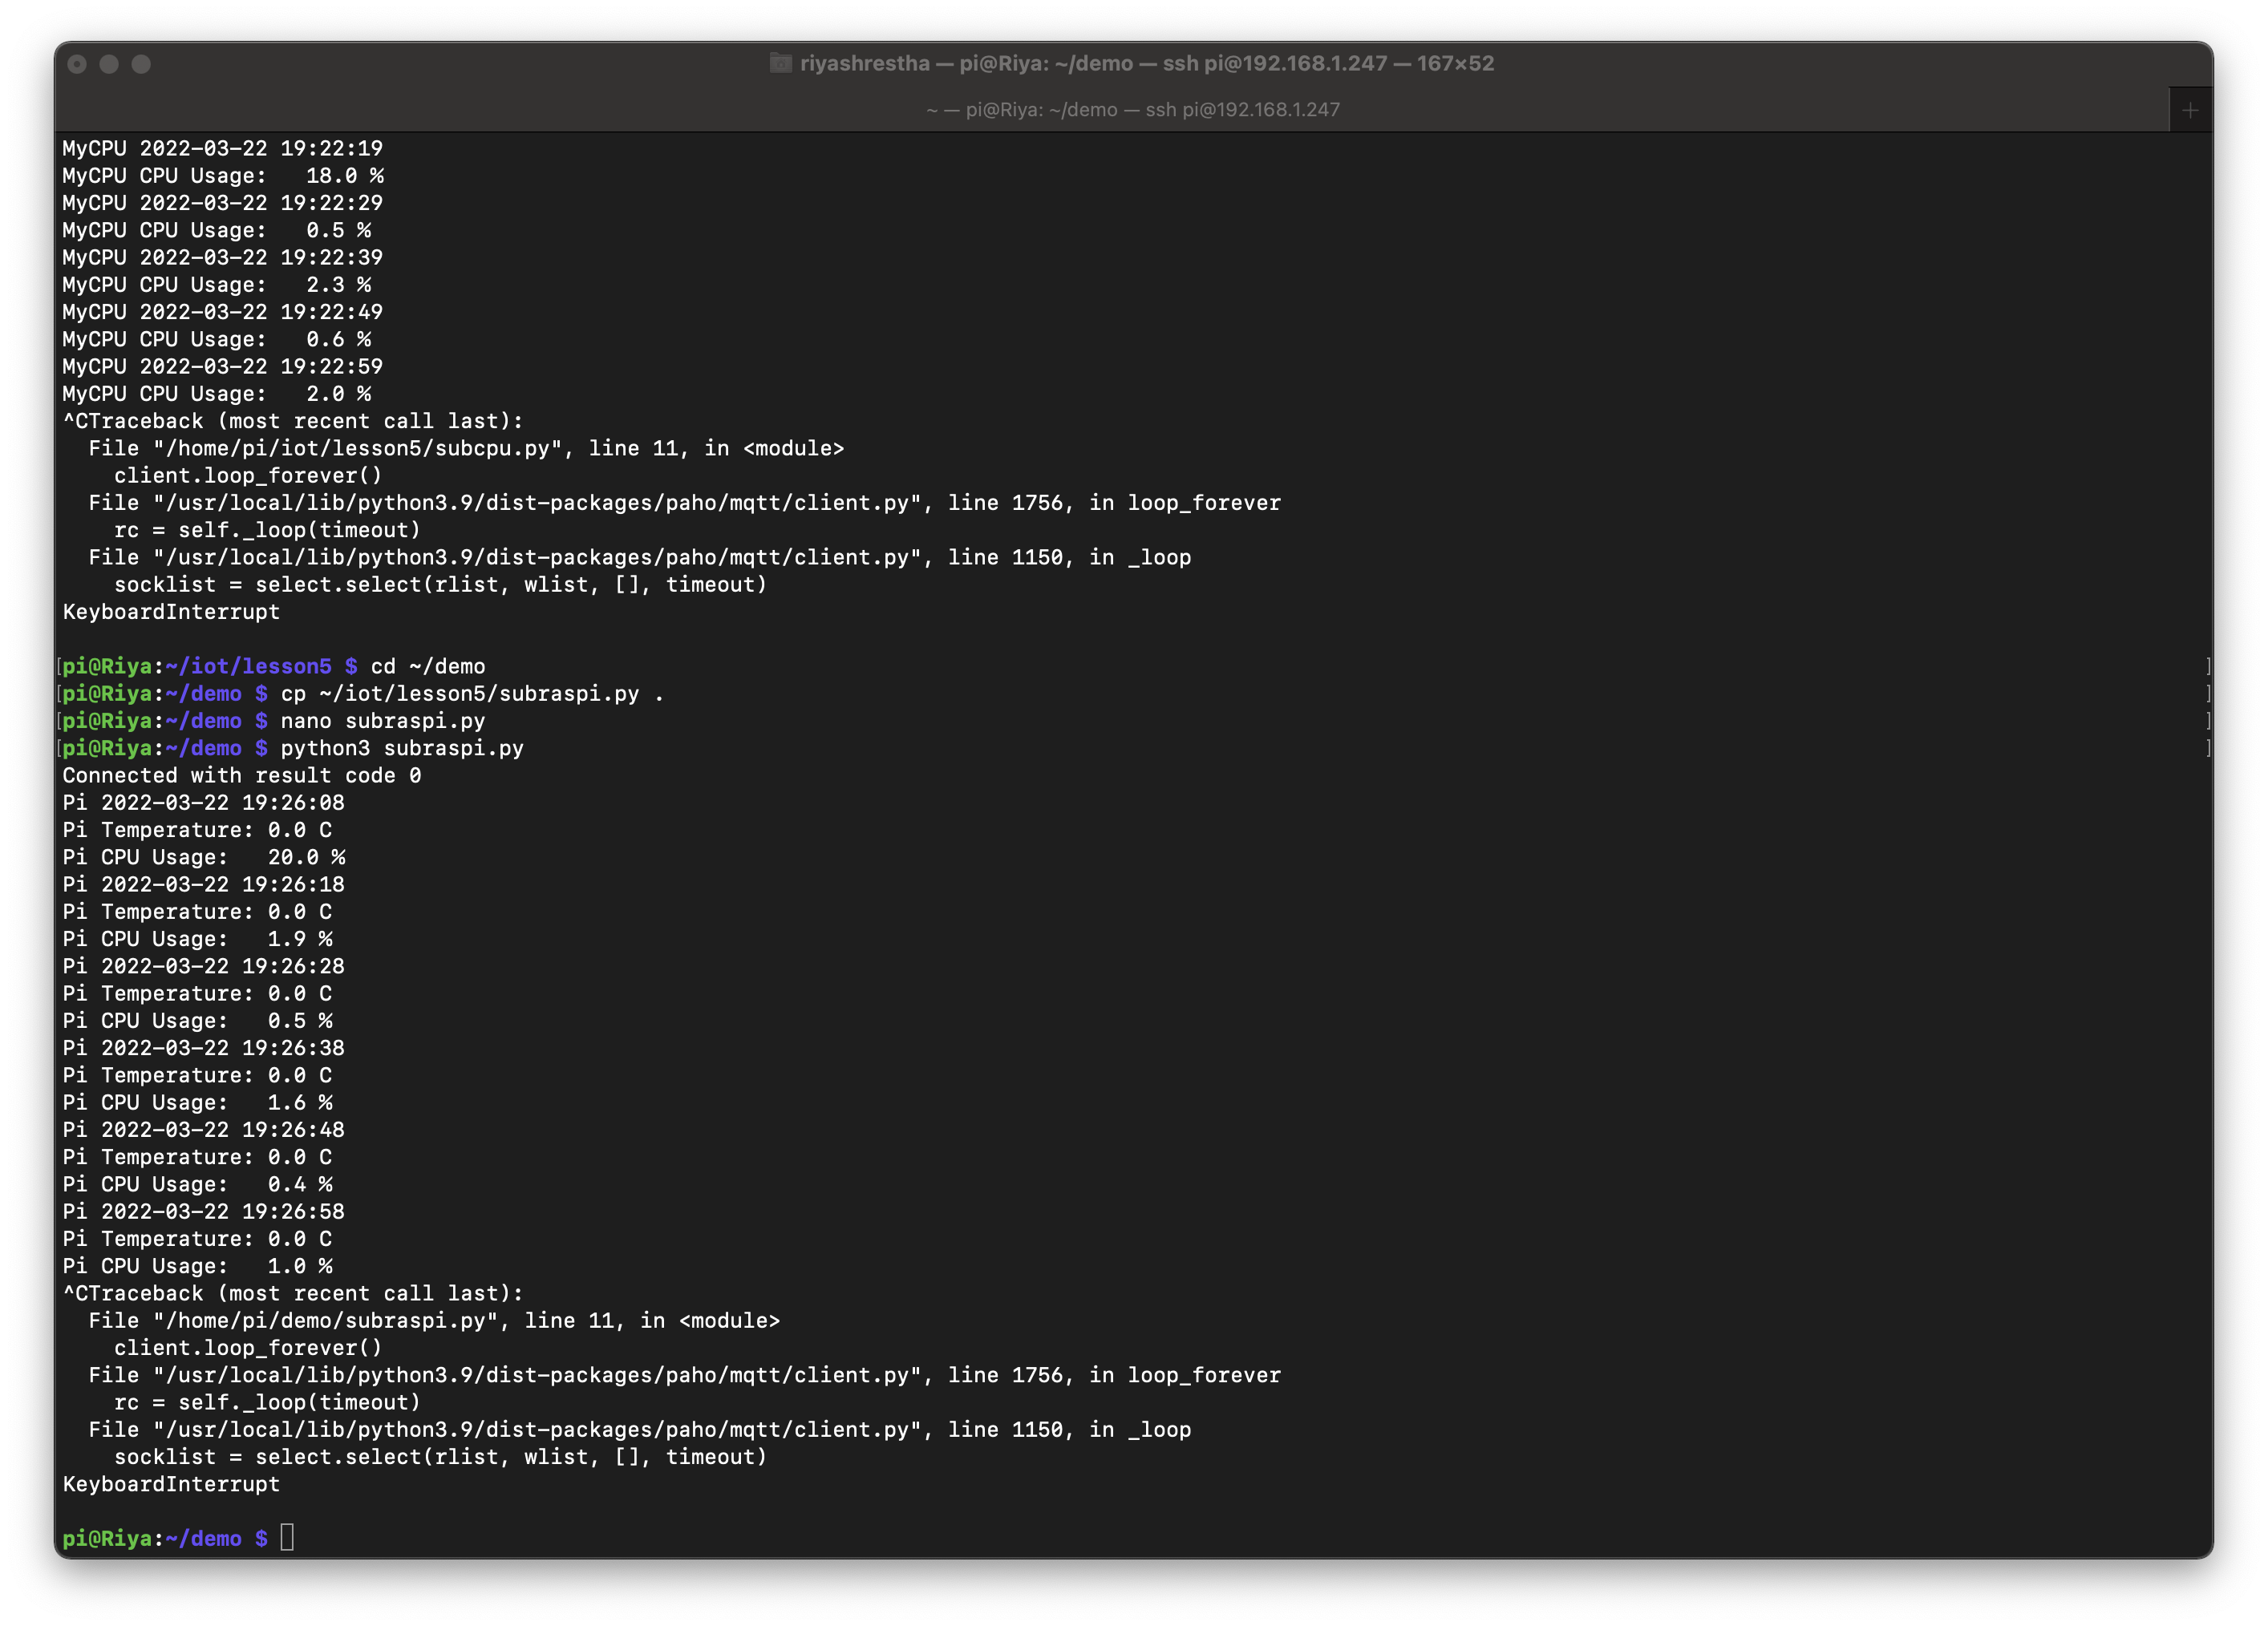 riyashrestha — pi@Riya: ~/demo — ssh pi@192.168.1.247 — 167×52
~ — pi@Riya: ~/demo — ssh pi@192.168.1.247
+
MyCPU 2022-03-22 19:22:19
MyCPU CPU Usage:   18.0 %
MyCPU 2022-03-22 19:22:29
MyCPU CPU Usage:   0.5 %
MyCPU 2022-03-22 19:22:39
MyCPU CPU Usage:   2.3 %
MyCPU 2022-03-22 19:22:49
MyCPU CPU Usage:   0.6 %
MyCPU 2022-03-22 19:22:59
MyCPU CPU Usage:   2.0 %
^CTraceback (most recent call last):
  File "/home/pi/iot/lesson5/subcpu.py", line 11, in <module>
    client.loop_forever()
  File "/usr/local/lib/python3.9/dist-packages/paho/mqtt/client.py", line 1756, in loop_forever
    rc = self._loop(timeout)
  File "/usr/local/lib/python3.9/dist-packages/paho/mqtt/client.py", line 1150, in _loop
    socklist = select.select(rlist, wlist, [], timeout)
KeyboardInterrupt

[pi@Riya:~/iot/lesson5 $ cd ~/demo ]
[pi@Riya:~/demo $ cp ~/iot/lesson5/subraspi.py . ]
[pi@Riya:~/demo $ nano subraspi.py ]
[pi@Riya:~/demo $ python3 subraspi.py ]
Connected with result code 0
Pi 2022-03-22 19:26:08
Pi Temperature: 0.0 C
Pi CPU Usage:   20.0 %
Pi 2022-03-22 19:26:18
Pi Temperature: 0.0 C
Pi CPU Usage:   1.9 %
Pi 2022-03-22 19:26:28
Pi Temperature: 0.0 C
Pi CPU Usage:   0.5 %
Pi 2022-03-22 19:26:38
Pi Temperature: 0.0 C
Pi CPU Usage:   1.6 %
Pi 2022-03-22 19:26:48
Pi Temperature: 0.0 C
Pi CPU Usage:   0.4 %
Pi 2022-03-22 19:26:58
Pi Temperature: 0.0 C
Pi CPU Usage:   1.0 %
^CTraceback (most recent call last):
  File "/home/pi/demo/subraspi.py", line 11, in <module>
    client.loop_forever()
  File "/usr/local/lib/python3.9/dist-packages/paho/mqtt/client.py", line 1756, in loop_forever
    rc = self._loop(timeout)
  File "/usr/local/lib/python3.9/dist-packages/paho/mqtt/client.py", line 1150, in _loop
    socklist = select.select(rlist, wlist, [], timeout)
KeyboardInterrupt

pi@Riya:~/demo $